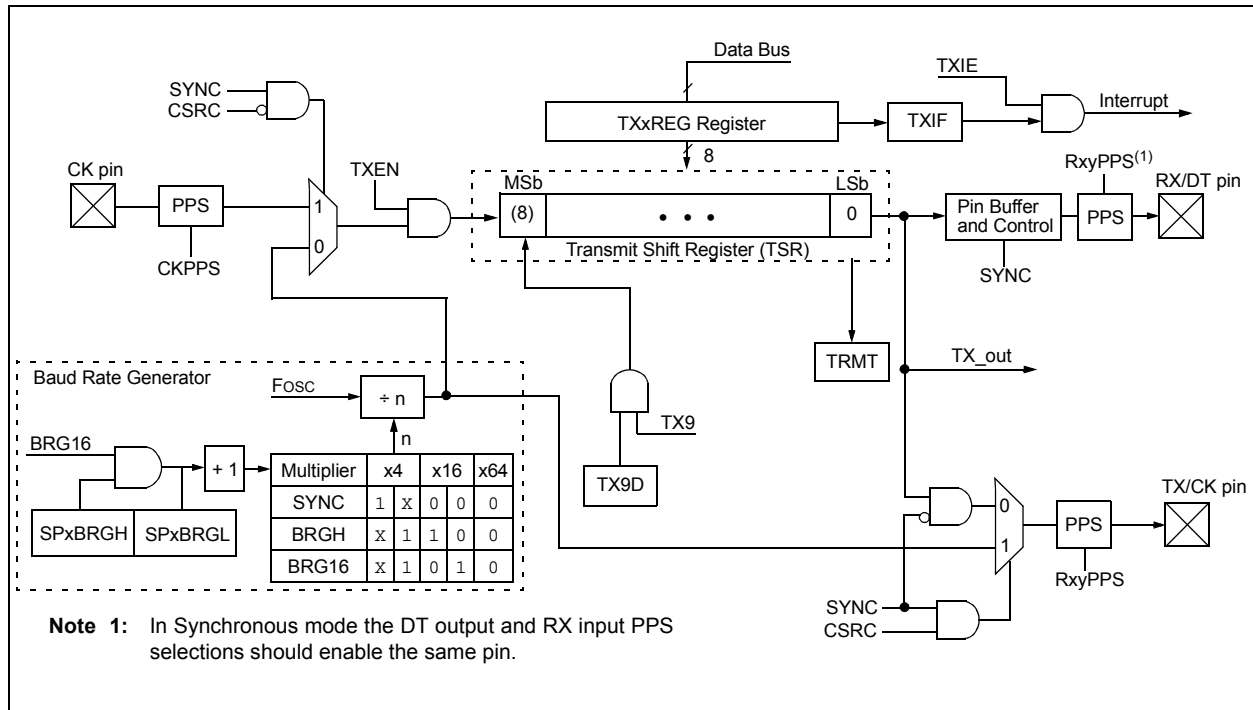 Data Bus
TXIE
SYNC
CSRC
Interrupt
TXxREG Register
TXIF
8
CK pin
TXEN
RxyPPS(1)
RX/DT pin
MSb
LSb
PPS
1
(8)
• • •
0
Pin Buffer
and Control
PPS
0
Transmit Shift Register (TSR)
CKPPS
SYNC
TRMT
TX_out
Baud Rate Generator
FOSC
÷ n
TX9
n
BRG16
+ 1
Multiplier x4 x16 x64
TX9D
TX/CK pin
SYNC 1 X 0 0 0
SPxBRGH SPxBRGL
BRGH X 1 1 0 0
BRG16 X 1 0 1 0
0
PPS
1
RxyPPS
SYNC
CSRC
Note 1: In Synchronous mode the DT output and RX input PPS
selections should enable the same pin.